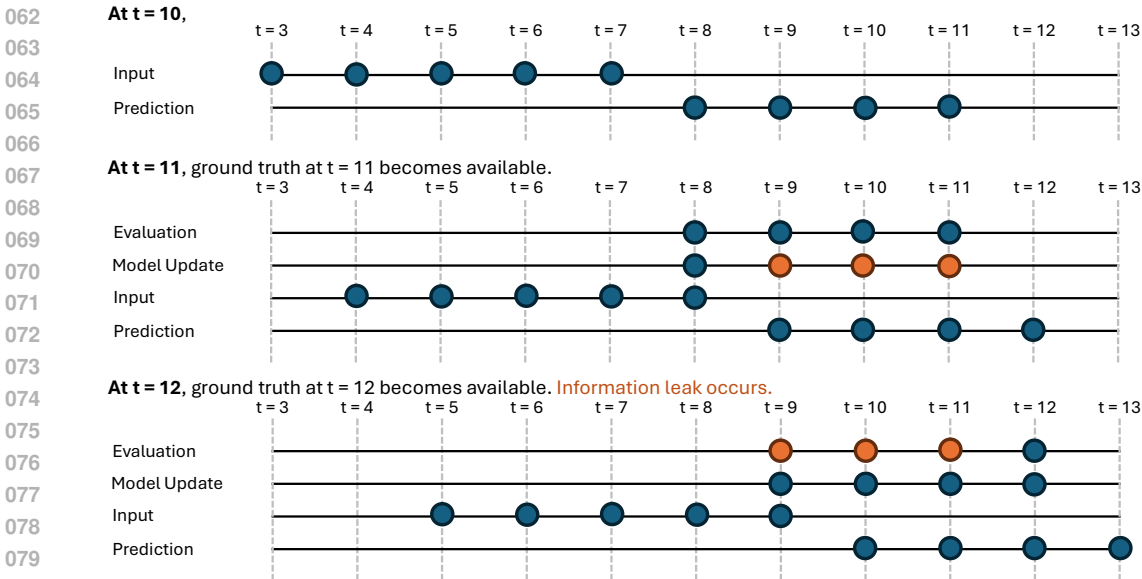 062
At t = 10,
t = 3 t = 4 t = 5 t = 6 t = 7 t = 8 t = 9 t = 10 t = 11 t = 12 t = 13
063
064 Input
065 Prediction
066
067 At t = 11, ground truth at t = 11 becomes available.
t = 3 t = 4 t = 5 t = 6 t = 7 t = 8 t = 9 t = 10 t = 11 t = 12 t = 13
068
069 Evaluation
070 Model Update
071 Input
072 Prediction
073
074 At t = 12, ground truth at t = 12 becomes available. Information leak occurs.
t = 3 t = 4 t = 5 t = 6 t = 7 t = 8 t = 9 t = 10 t = 11 t = 12 t = 13
075
076 Evaluation
077 Model Update
078 Input
079 Prediction